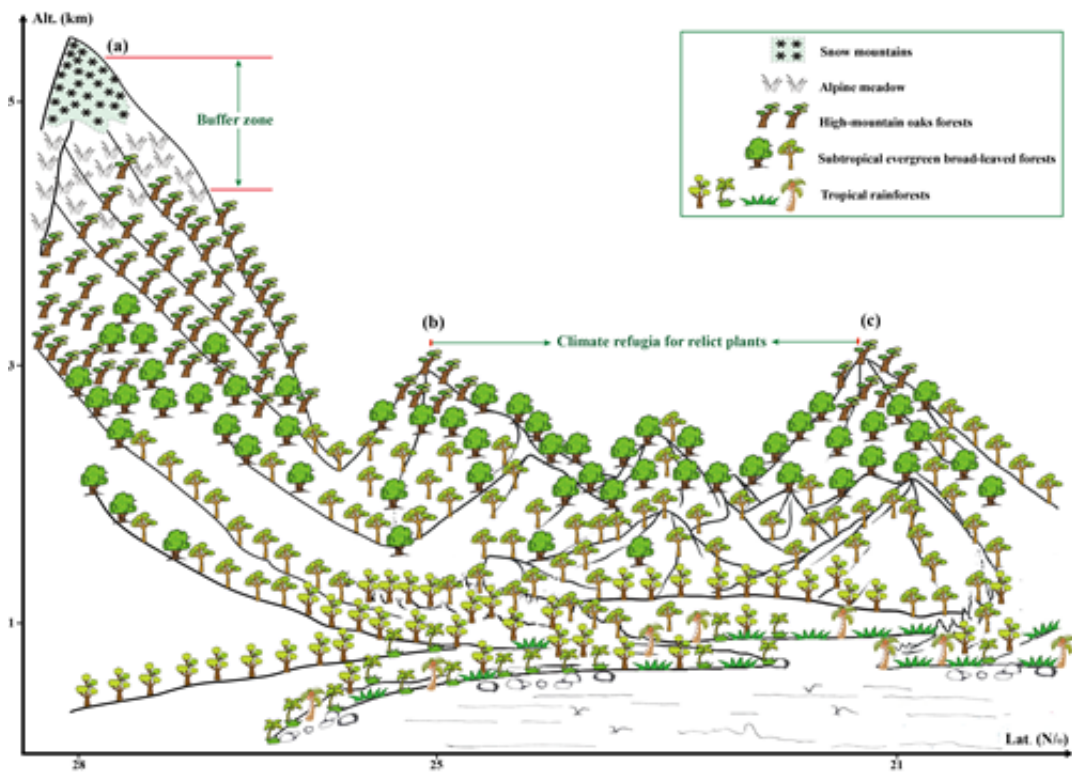 Alt. (km)
(a)
Snow mountains
Alpine meadow
High-mountain oaks forests
Subtropical evergreen broad-leaved forests
Tropical rainforests
5
Buffer zone
(b)
(c)
Climate refugia for relict plants
3
1
Lat. (N/°)
28
25
21